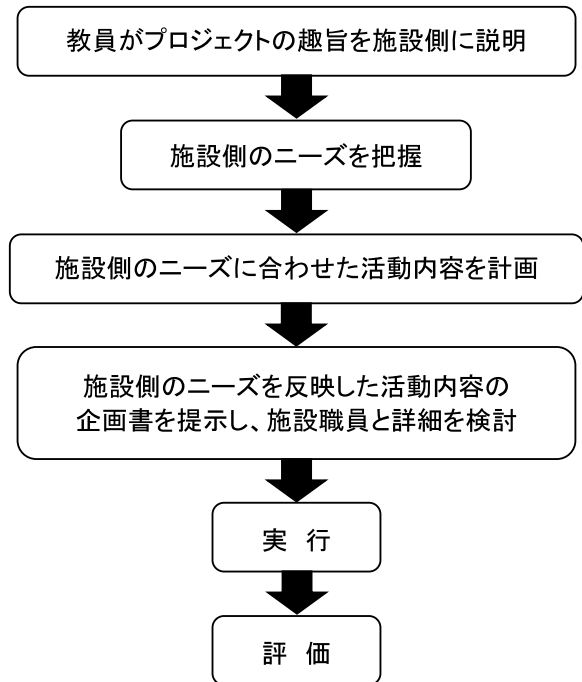 教員がプロジェクトの趣旨を施設側に説明
施設側のニーズを把握
施設側のニーズに合わせた活動内容を計画
施設側のニーズを反映した活動内容の
企画書を提示し、施設職員と詳細を検討
実 行
評 価